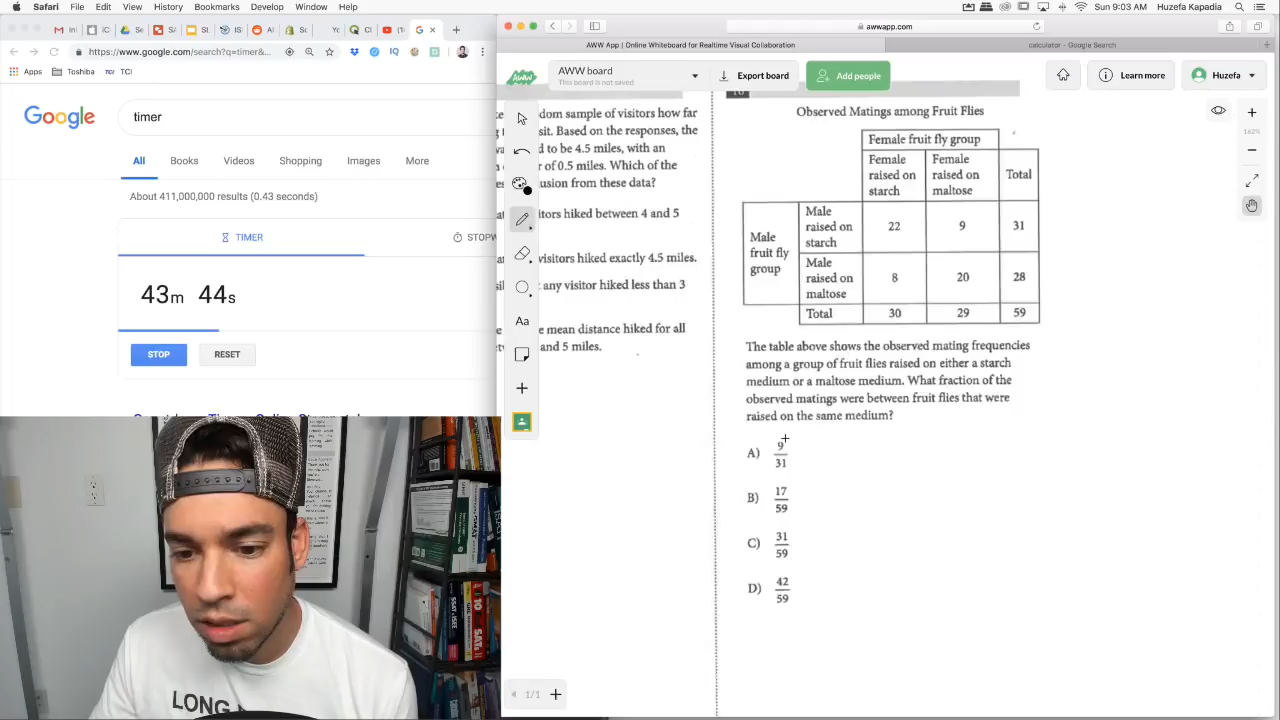 Safari File Edit View History Bookmarks Develop Window Help
Sun 9:03 AM Huzefa Kapadia
https://www.google.com/search?q=timer&...
Apps Toshiba TCI
Google
timer
All Books Videos Shopping Images More
About 411,000,000 results (0.43 seconds)
TIMER STOPW
43m 44s
STOP RESET
awwapp.com
AWW App | Online Whiteboard for Realtime Visual Collaboration
calculator - Google Search
AWW
AWW board
This board is not saved
Export board
Add people
Learn more
Huzefa
162%
Aa
1/1
dom sample of visitors how far
sit. Based on the responses, the
d to be 4.5 miles, with an
r of 0.5 miles. Which of the
usion from these data?
itors hiked between 4 and 5
visitors hiked exactly 4.5 miles.
any visitor hiked less than 3
e mean distance hiked for all
and 5 miles.
Observed Matings among Fruit Flies
Female fruit fly group
Female raised on starch
Female raised on maltose
Total
Male fruit fly group
Male raised on starch 22 9 31
Male raised on maltose 8 20 28
Total 30 29 59
The table above shows the observed mating frequencies
among a group of fruit flies raised on either a starch
medium or a maltose medium. What fraction of the
observed matings were between fruit flies that were
raised on the same medium?
A) 9/31
B) 17/59
C) 31/59
D) 42/59
LONG